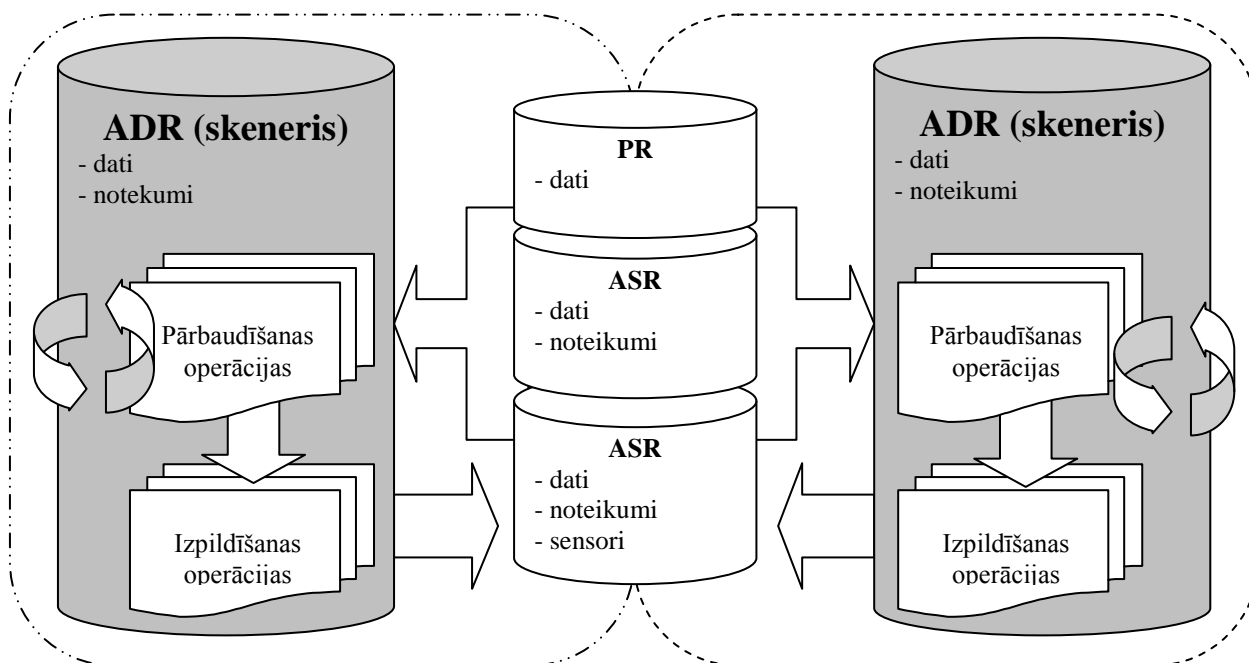 ADR (skeneris)
- dati
- notekumi
Pārbaudīšanas
operācijas
Izpildīšanas
operācijas
PR
- dati
ASR
- dati
- noteikumi
ASR
- dati
- noteikumi
- sensori
ADR (skeneris)
- dati
- noteikumi
Pārbaudīšanas
operācijas
Izpildīšanas
operācijas